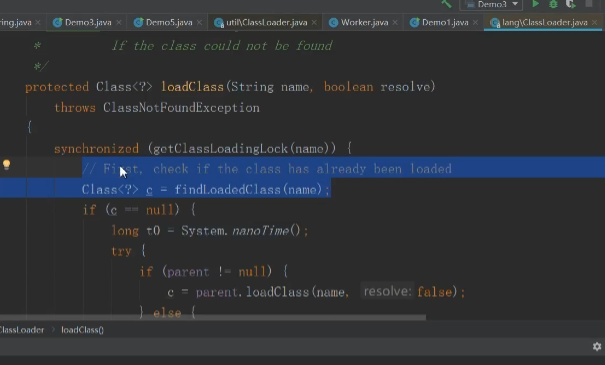 ring.java Demo3.java Demo5.java util\ClassLoader.java Worker.java Demo1.java lang\ClassLoader.java
Demo3
* If the class could not be found
*/
protected Class<?> loadClass(String name, boolean resolve)
throws ClassNotFoundException
{
synchronized (getClassLoadingLock(name)) {
// First, check if the class has already been loaded
Class<?> c = findLoadedClass(name);
if (c == null) {
long t0 = System.nanoTime();
try {
if (parent != null) {
c = parent.loadClass(name, resolve: false);
} else {
ClassLoader > loadClass()